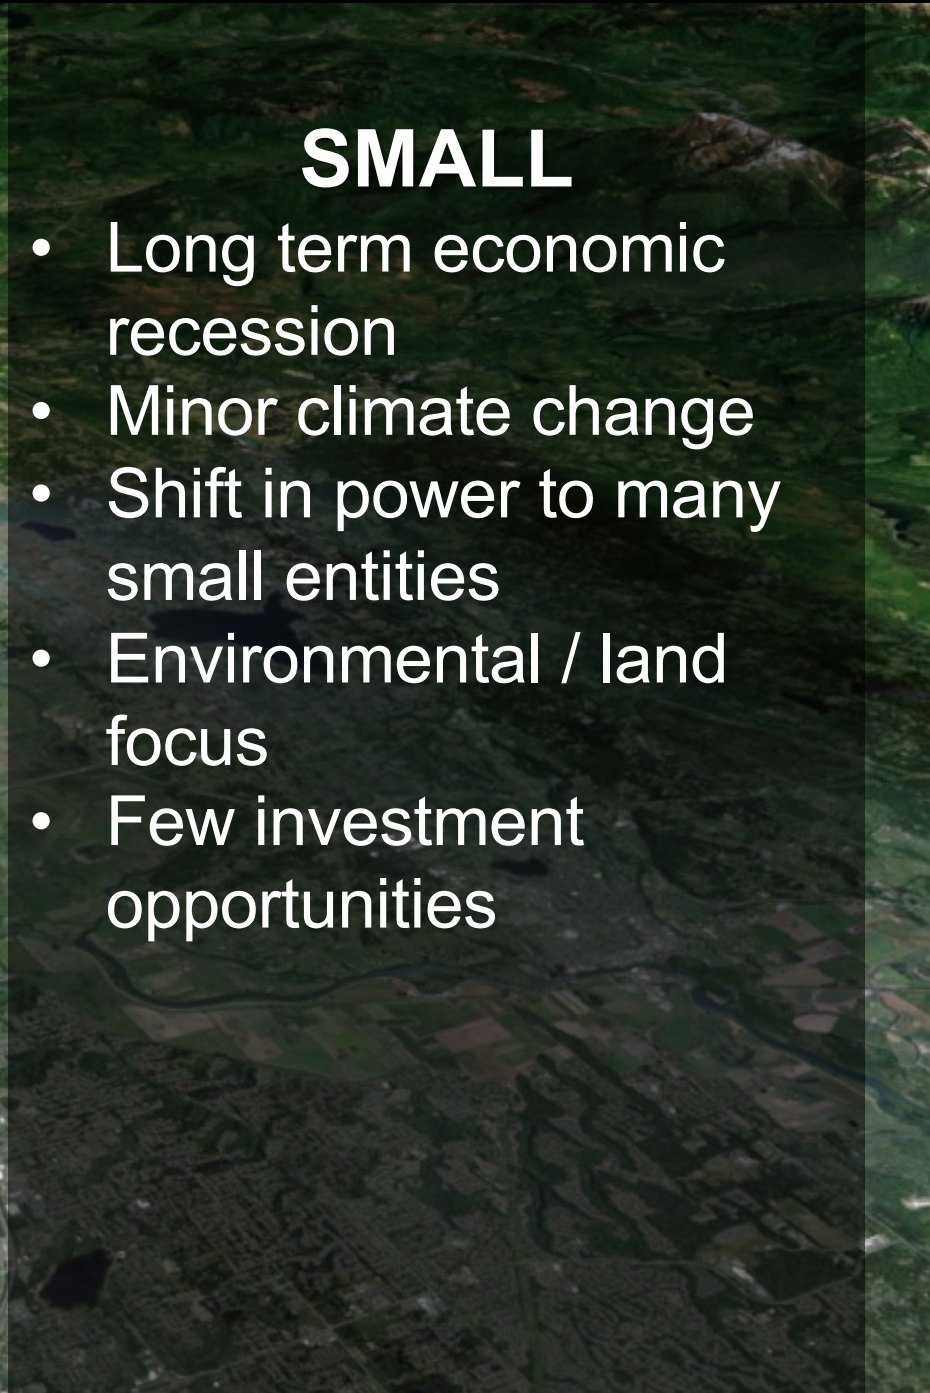 SMALL
• Long term economic
recession
• Minor climate change
• Shift in power to many
small entities
• Environmental / land
focus
• Few investment
opportunities